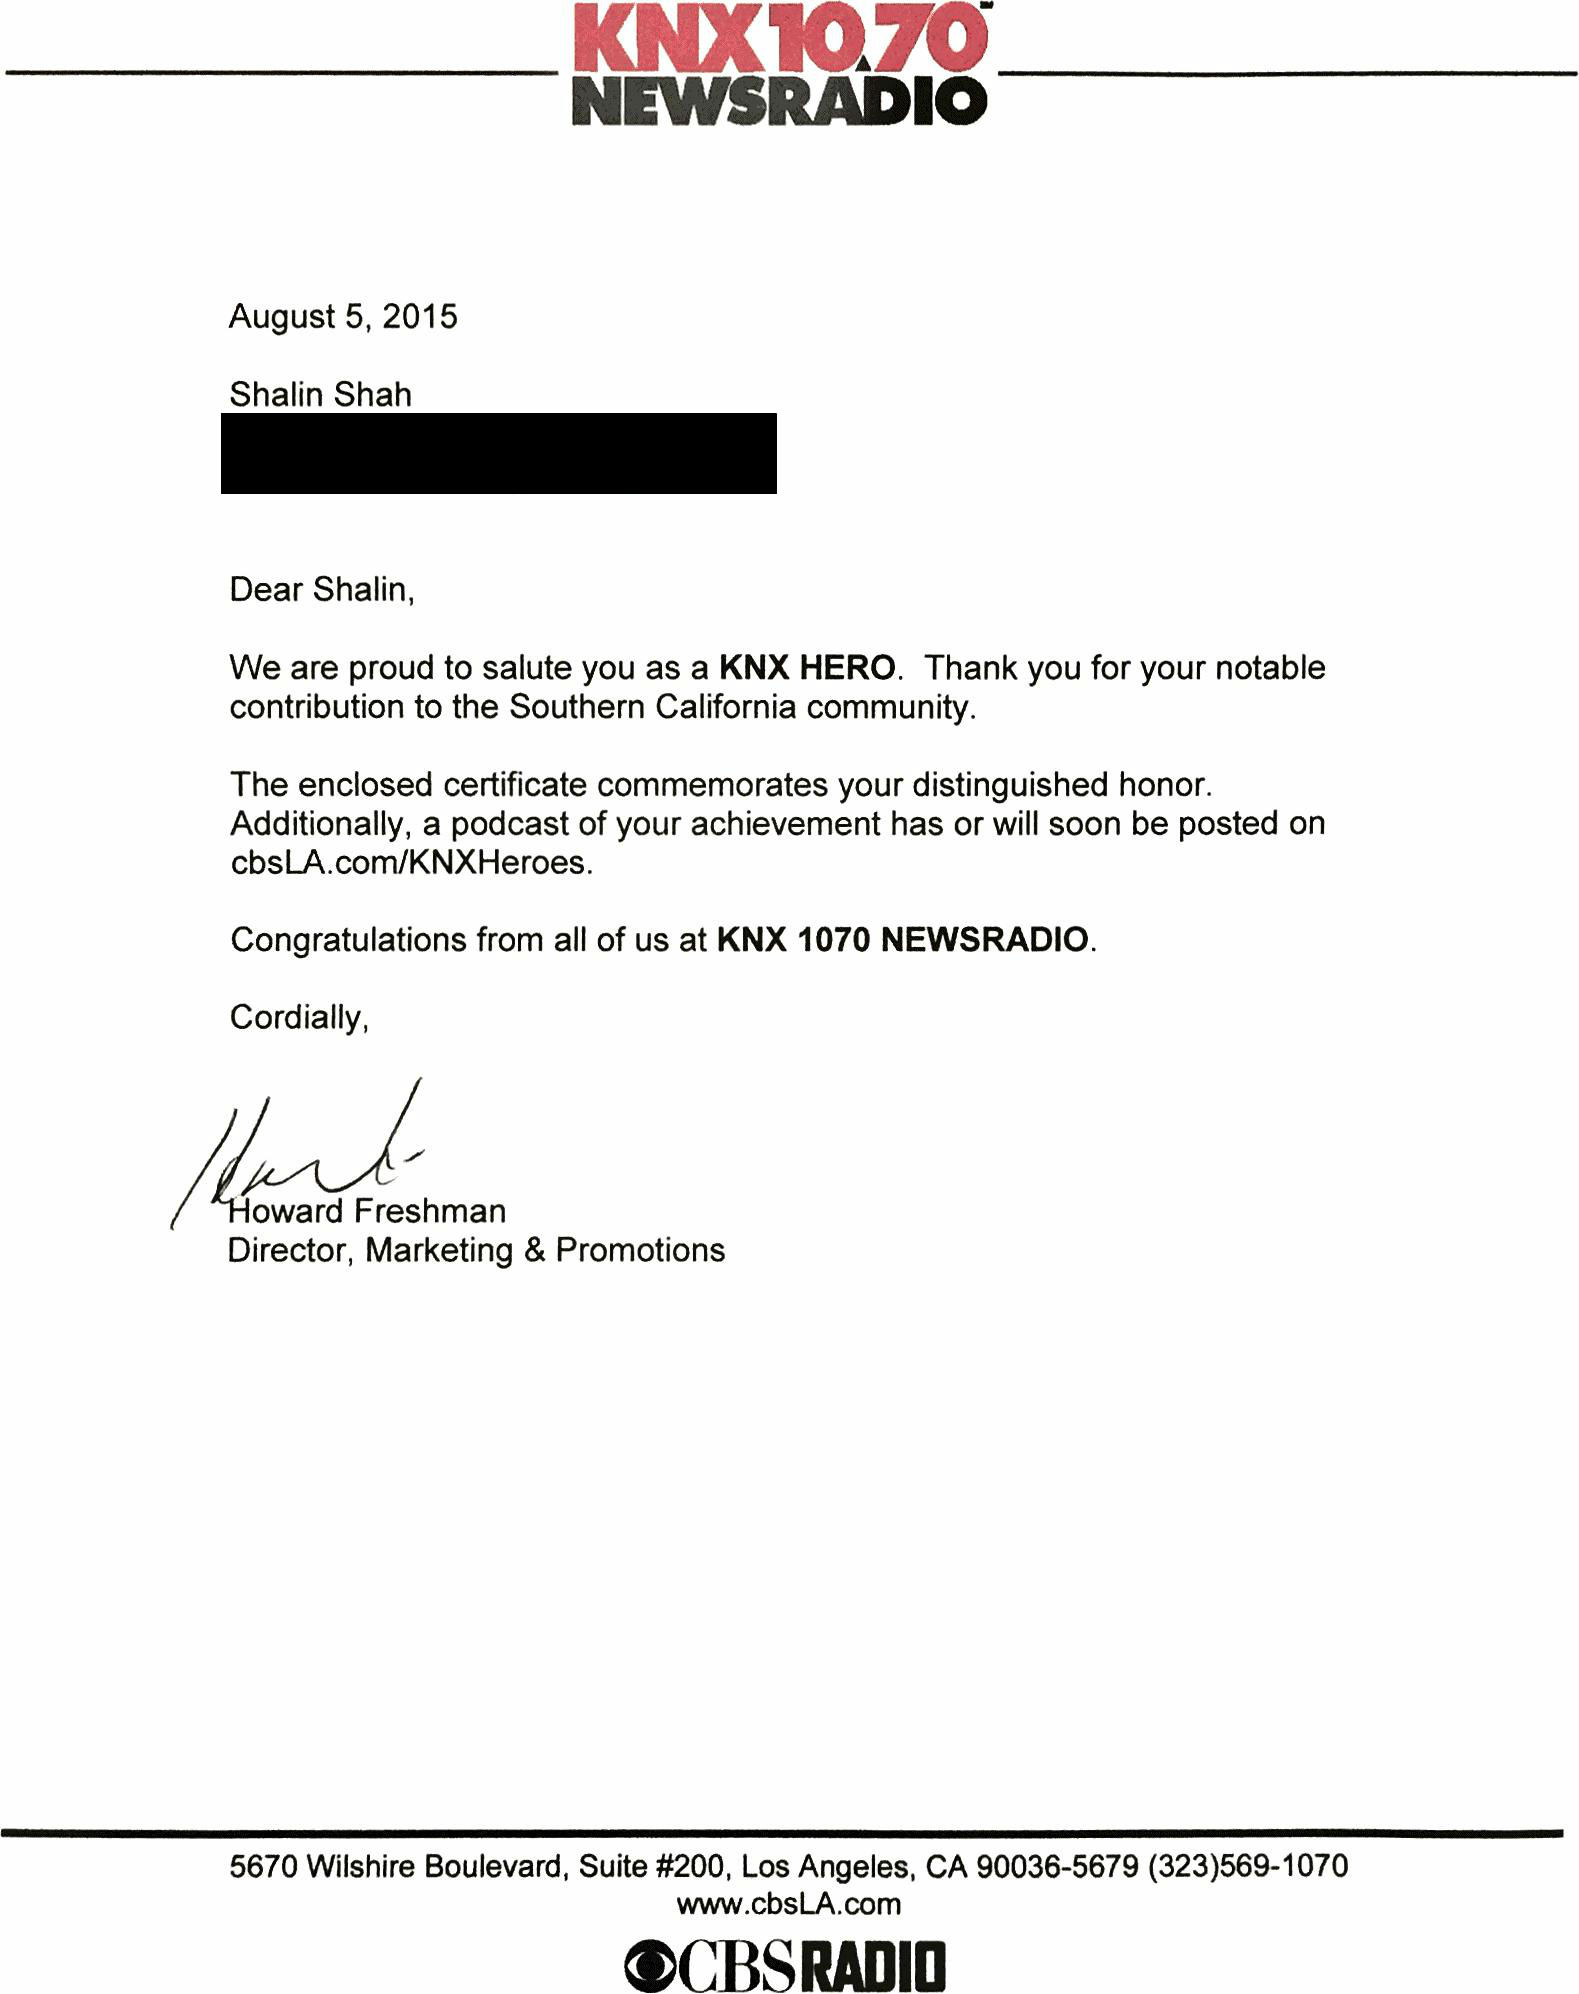 KNX 10.70™
NEWSRADIO
August 5, 2015
Shalin Shah
Dear Shalin,
We are proud to salute you as a KNX HERO.  Thank you for your notable
contribution to the Southern California community.
The enclosed certificate commemorates your distinguished honor.
Additionally, a podcast of your achievement has or will soon be posted on
cbsLA.com/KNXHeroes.
Congratulations from all of us at KNX 1070 NEWSRADIO.
Cordially,
Howard Freshman
Director, Marketing & Promotions
5670 Wilshire Boulevard, Suite #200, Los Angeles, CA 90036-5679 (323)569-1070
www.cbsLA.com
CBS RADIO